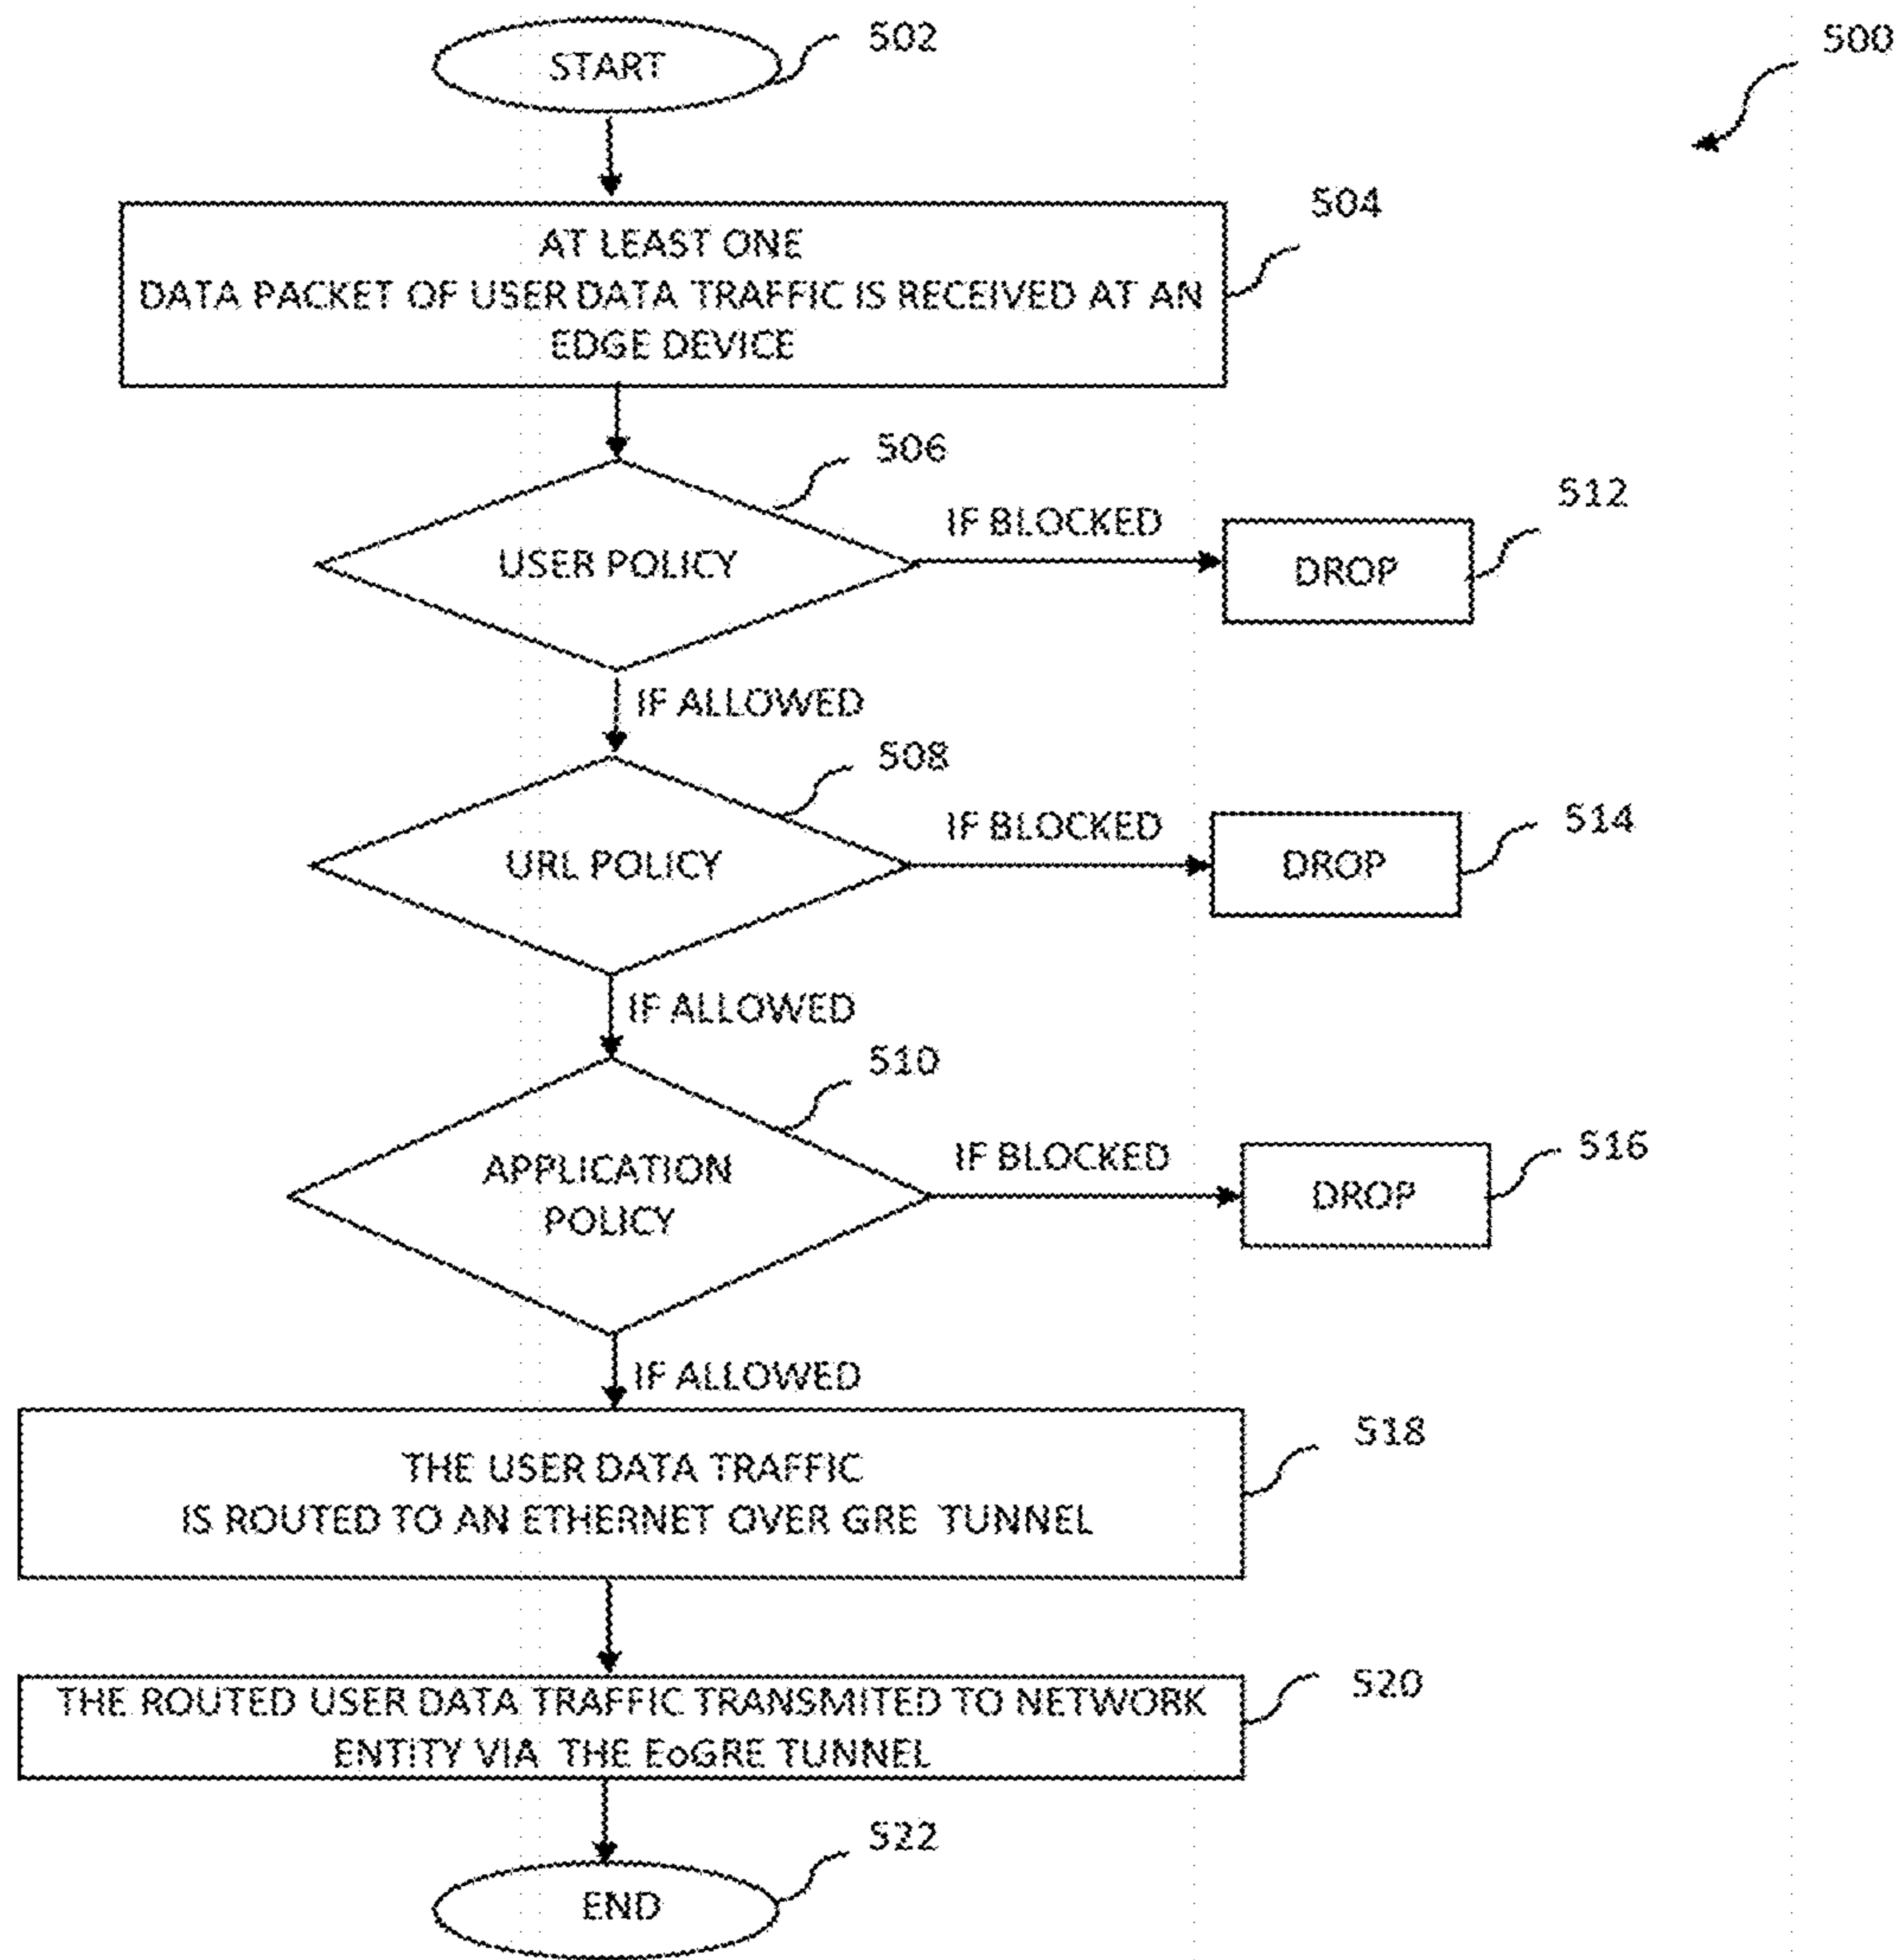 502
START
500
504
AT LEAST ONE
DATA PACKET OF USER DATA TRAFFIC IS RECEIVED AT AN
EDGE DEVICE
506
USER POLICY
IF BLOCKED
512
DROP
IF ALLOWED
508
URL POLICY
IF BLOCKED
514
DROP
IF ALLOWED
510
APPLICATION
POLICY
IF BLOCKED
516
DROP
IF ALLOWED
518
THE USER DATA TRAFFIC
IS ROUTED TO AN ETHERNET OVER GRE TUNNEL
520
THE ROUTED USER DATA TRAFFIC TRANSMITED TO NETWORK
ENTITY VIA THE EoGRE TUNNEL
522
END